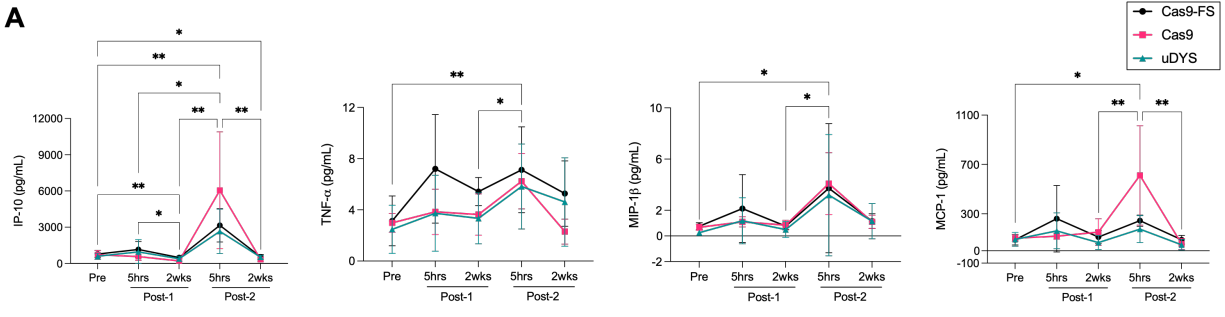 A
Cas9-FS
Cas9
uDYS
IP-10 (pg/mL)
12000
9000
6000
3000
0
* ** * ** ** ** *
Pre 5hrs 2wks 5hrs 2wks
Post-1 Post-2
TNF-α (pg/mL)
12
8
4
0
** *
Pre 5hrs 2wks 5hrs 2wks
Post-1 Post-2
MIP-1β (pg/mL)
10
6
2
-2
* *
Pre 5hrs 2wks 5hrs 2wks
Post-1 Post-2
MCP-1 (pg/mL)
1100
700
300
-100
* ** **
Pre 5hrs 2wks 5hrs 2wks
Post-1 Post-2